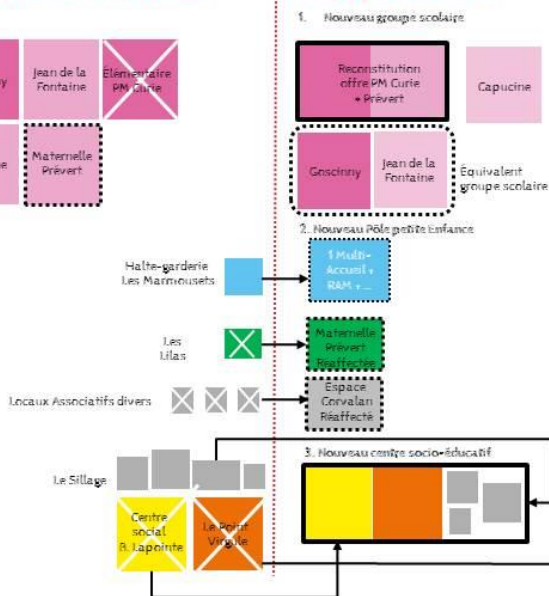 1. Nouveau groupe scolaire
Jean de la
Fontaine
Élémentaire
PM Curie
Reconstitution
offre PM Curie
+ Prévert
Capucine
Maternelle
Prévert
Goscinny
Jean de la
Fontaine
Équivalent
groupe scolaire
2. Nouveau Pôle petite Enfance
Halte-garderie
Les Marmousets
1 Multi-
Accueil +
RAM + ...
Les
Lilas
Maternelle
Prévert
Réaffectée
Locaux Associatifs divers
Espace
Corvalan
Réaffecté
3. Nouveau centre socio-éducatif
Le Sillage
Centre
social
B. Lapointe
Le Point
Virgule